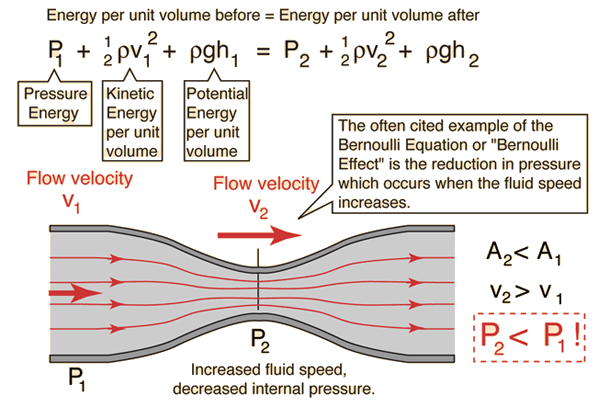 Energy per unit volume before = Energy per unit volume after
P₁ + ½ρv₁² + ρgh₁ = P₂ + ½ρv₂² + ρgh₂
Pressure
Energy
Kinetic
Energy
per unit
volume
Potential
Energy
per unit
volume
The often cited example of the
Bernoulli Equation or "Bernoulli
Effect" is the reduction in pressure
which occurs when the fluid speed
increases.
Flow velocity
v₁
Flow velocity
v₂
A₂< A₁
v₂> v₁
P₂< P₁!
P₁
P₂
Increased fluid speed,
decreased internal pressure.